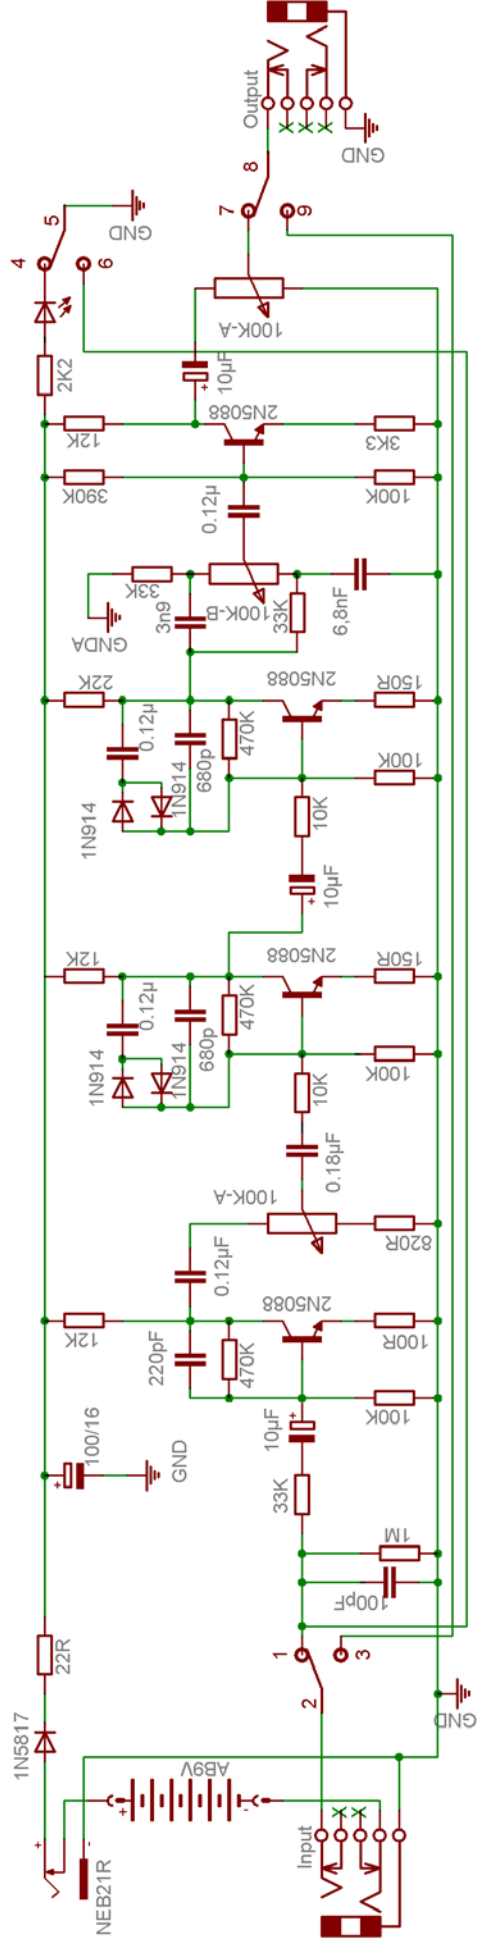 Output
GND
8
7
9
100K-A
5
4
6
GND
2K2
10µF
12K
2N5088
3K3
390K
100K
0.12µ
33K
3n9
100K-B
33K
6,8nF
GNDA
22K
0.12µ
2N5088
150R
680p
470K
1N914
1N914
100K
10K
10µF
12K
0.12µ
2N5088
150R
680p
470K
1N914
1N914
100K
10K
0.18µF
100K-A
820R
0.12µF
12K
2N5088
100R
220pF
470K
100K
10µF
100/16
GND
33K
1M
100pF
1
2
3
22R
1N5817
GND
AB9V
+
-
NEB21R
Input